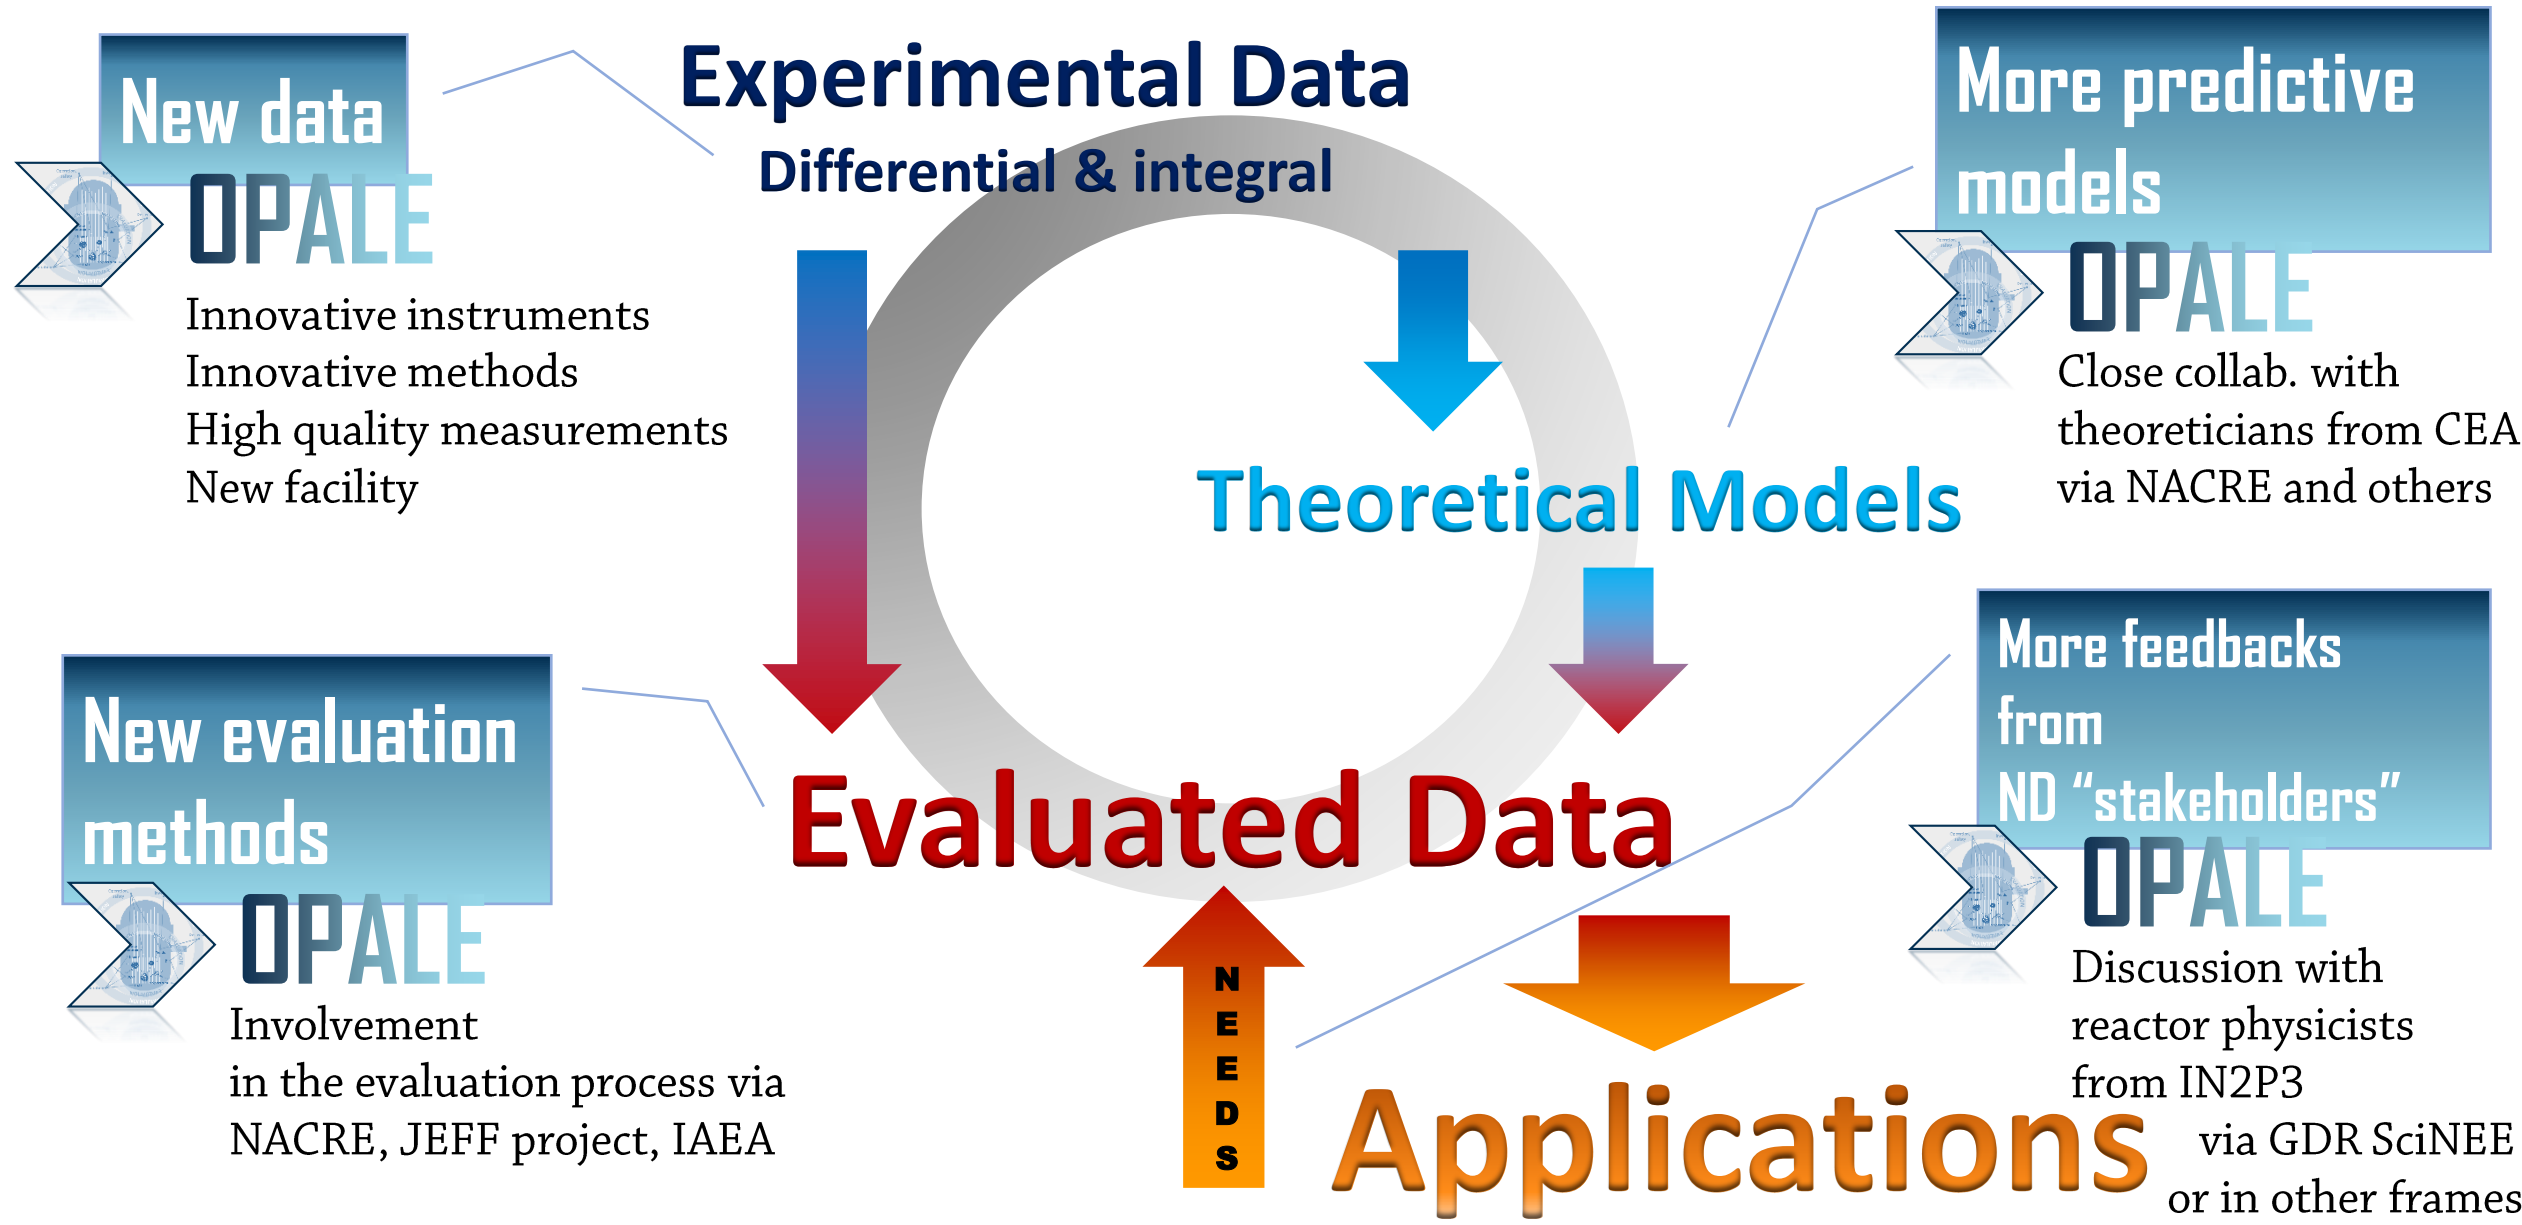 New data
OPALE
Innovative instruments
Innovative methods
High quality measurements
New facility
Experimental Data
Differential & integral
More predictive
models
OPALE
Close collab. with
theoreticians from CEA
via NACRE and others
Theoretical Models
New evaluation
methods
OPALE
Involvement
in the evaluation process via
NACRE, JEFF project, IAEA
Evaluated Data
NEEDS
Applications
More feedbacks
from
ND “stakeholders”
OPALE
Discussion with
reactor physicists
from IN2P3
via GDR SciNEE
or in other frames